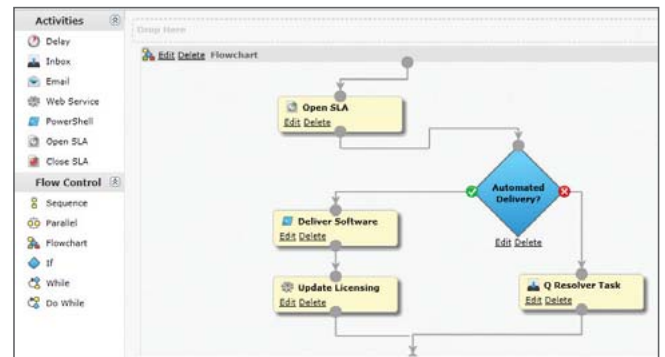 Activities
Delay
Inbox
Email
Web Service
PowerShell
Open SLA
Close SLA
Flow Control
Sequence
Parallel
Flowchart
If
While
Do While
Drop Here
Edit Delete Flowchart
Open SLA
Edit Delete
Automated
Delivery?
Edit Delete
Deliver Software
Edit Delete
Update Licensing
Edit Delete
Q Resolver Task
Edit Delete